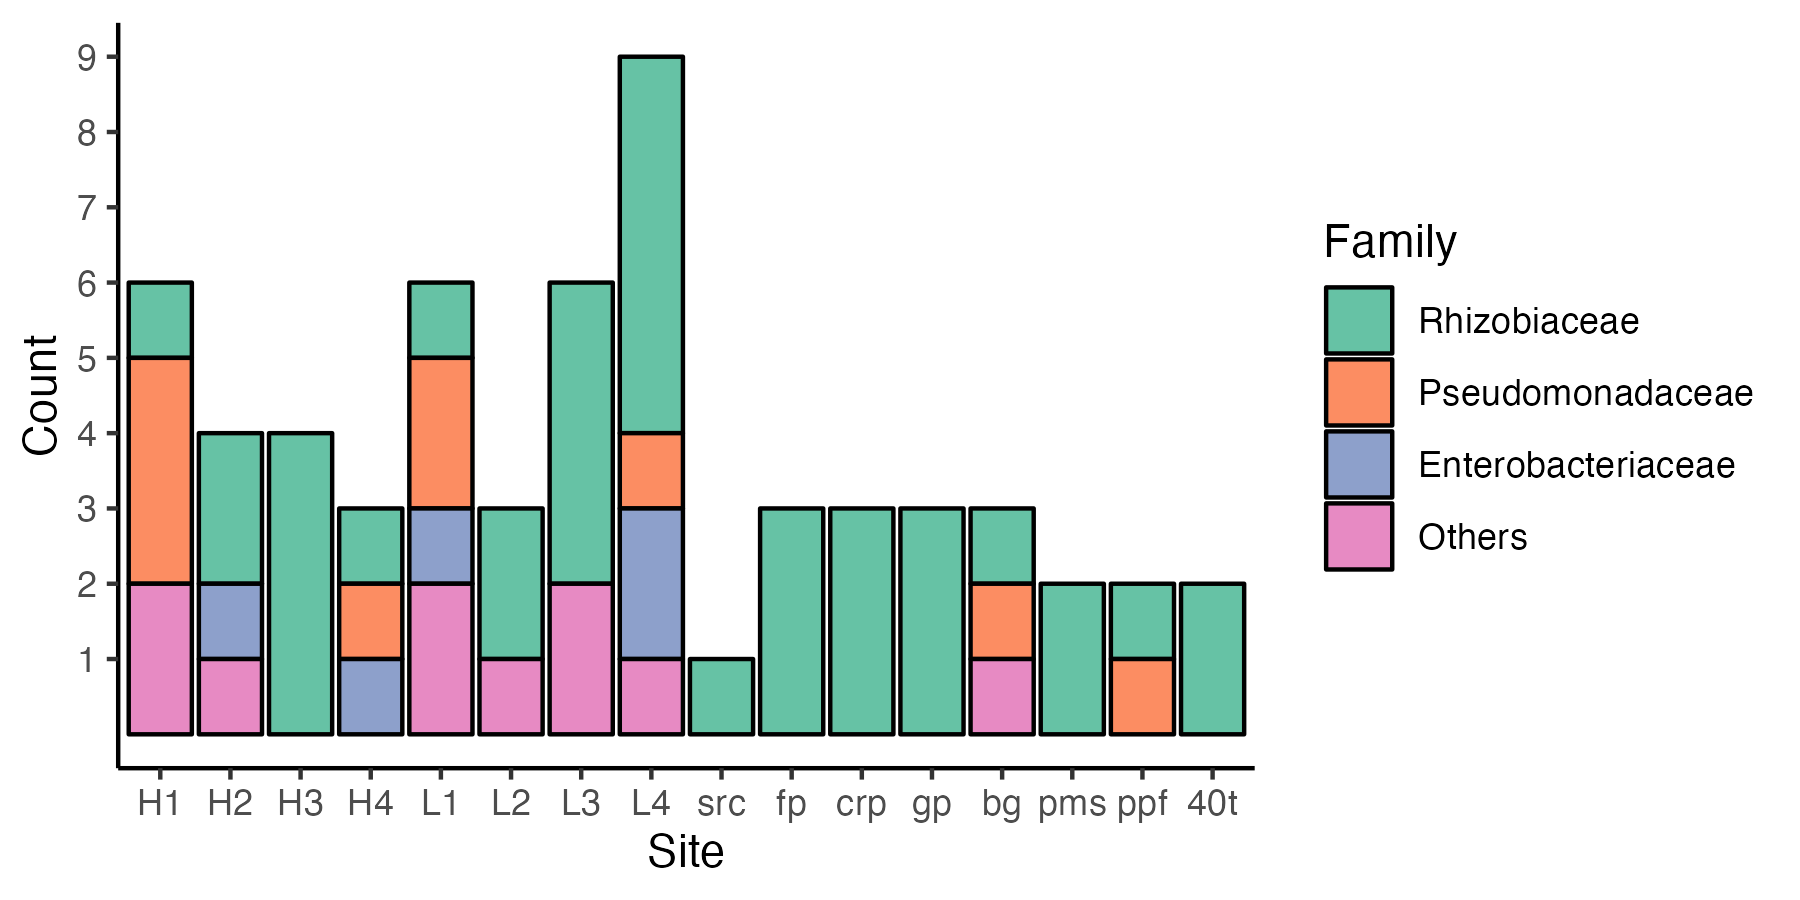 9
8
7
6
5
4
3
2
1
Count
H1 H2 H3 H4 L1 L2 L3 L4 src fp crp gp bg pms ppf 40t
Site
Family
Rhizobiaceae
Pseudomonadaceae
Enterobacteriaceae
Others